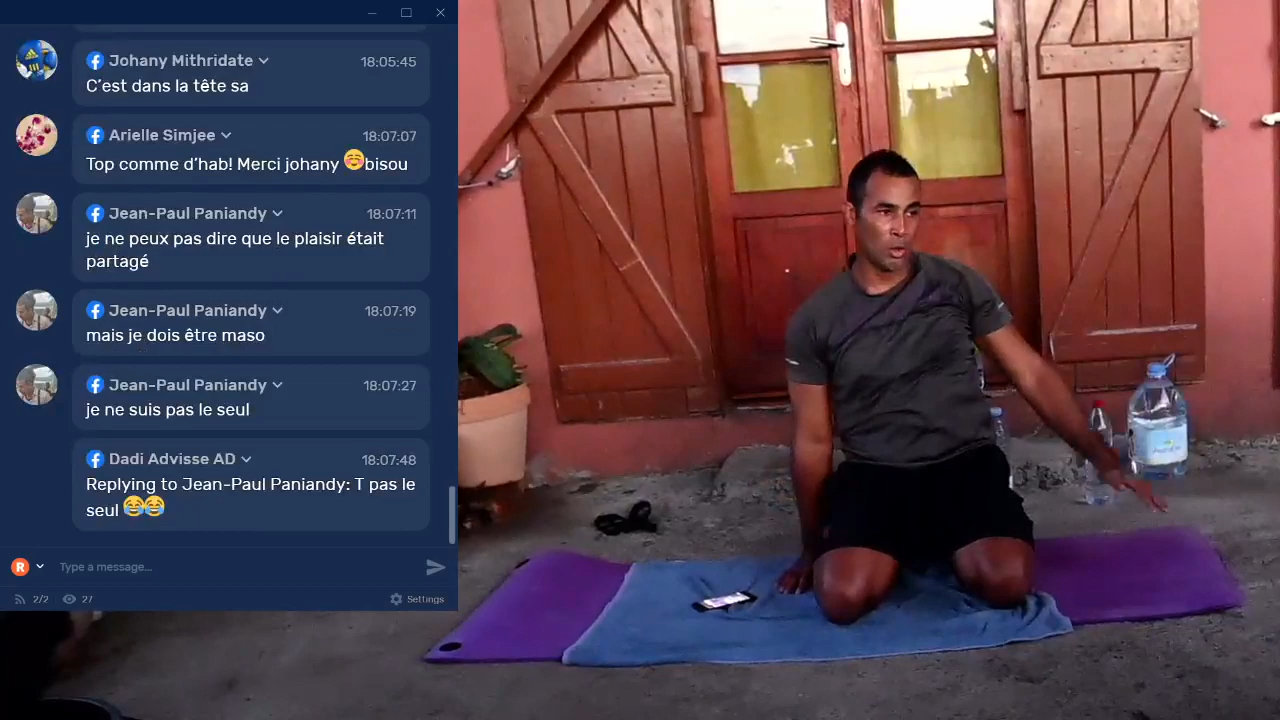 Johany Mithridate 18:05:45
C'est dans la tête sa
Arielle Simjee 18:07:07
Top comme d'hab! Merci johany ☺️bisou
Jean-Paul Paniandy 18:07:11
je ne peux pas dire que le plaisir était
partagé
Jean-Paul Paniandy 18:07:19
mais je dois être maso
Jean-Paul Paniandy 18:07:27
je ne suis pas le seul
Dadi Advisse AD 18:07:48
Replying to Jean-Paul Paniandy: T pas le
seul 😂😂
R Type a message...
2/2 27 Settings